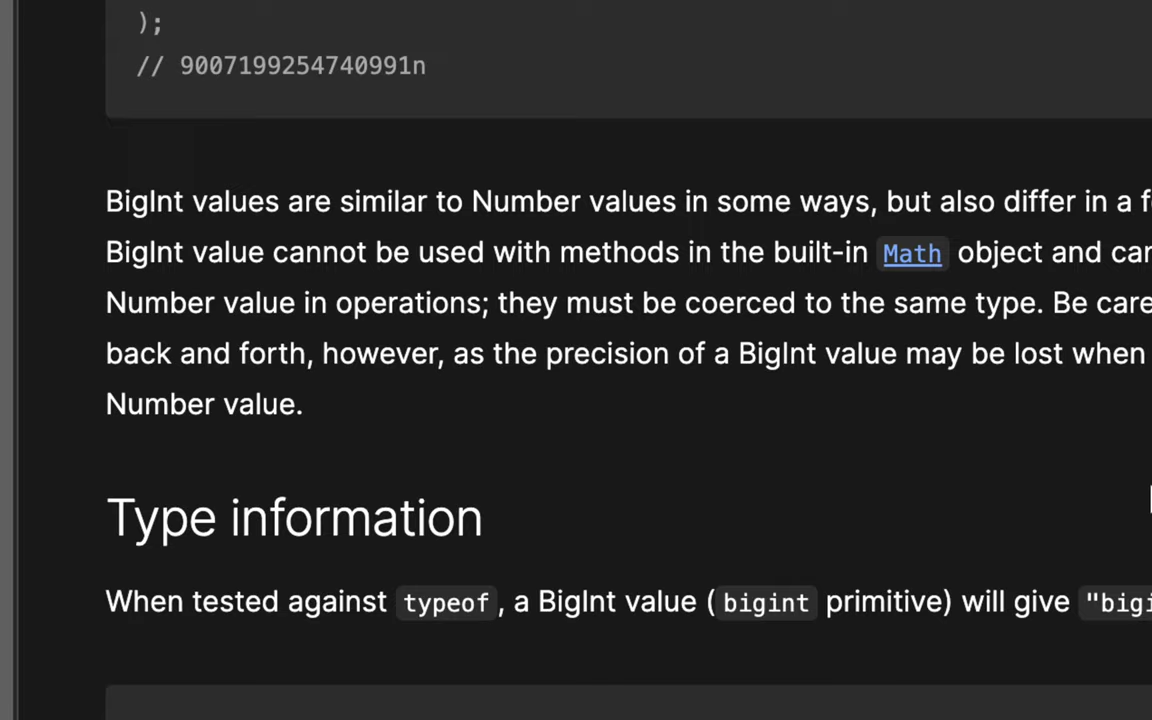 );
// 9007199254740991n
BigInt values are similar to Number values in some ways, but also differ in a
BigInt value cannot be used with methods in the built-in Math object and
Number value in operations; they must be coerced to the same type. Be
back and forth, however, as the precision of a BigInt value may be lost when
Number value.
Type information
When tested against typeof, a BigInt value (bigint primitive) will give